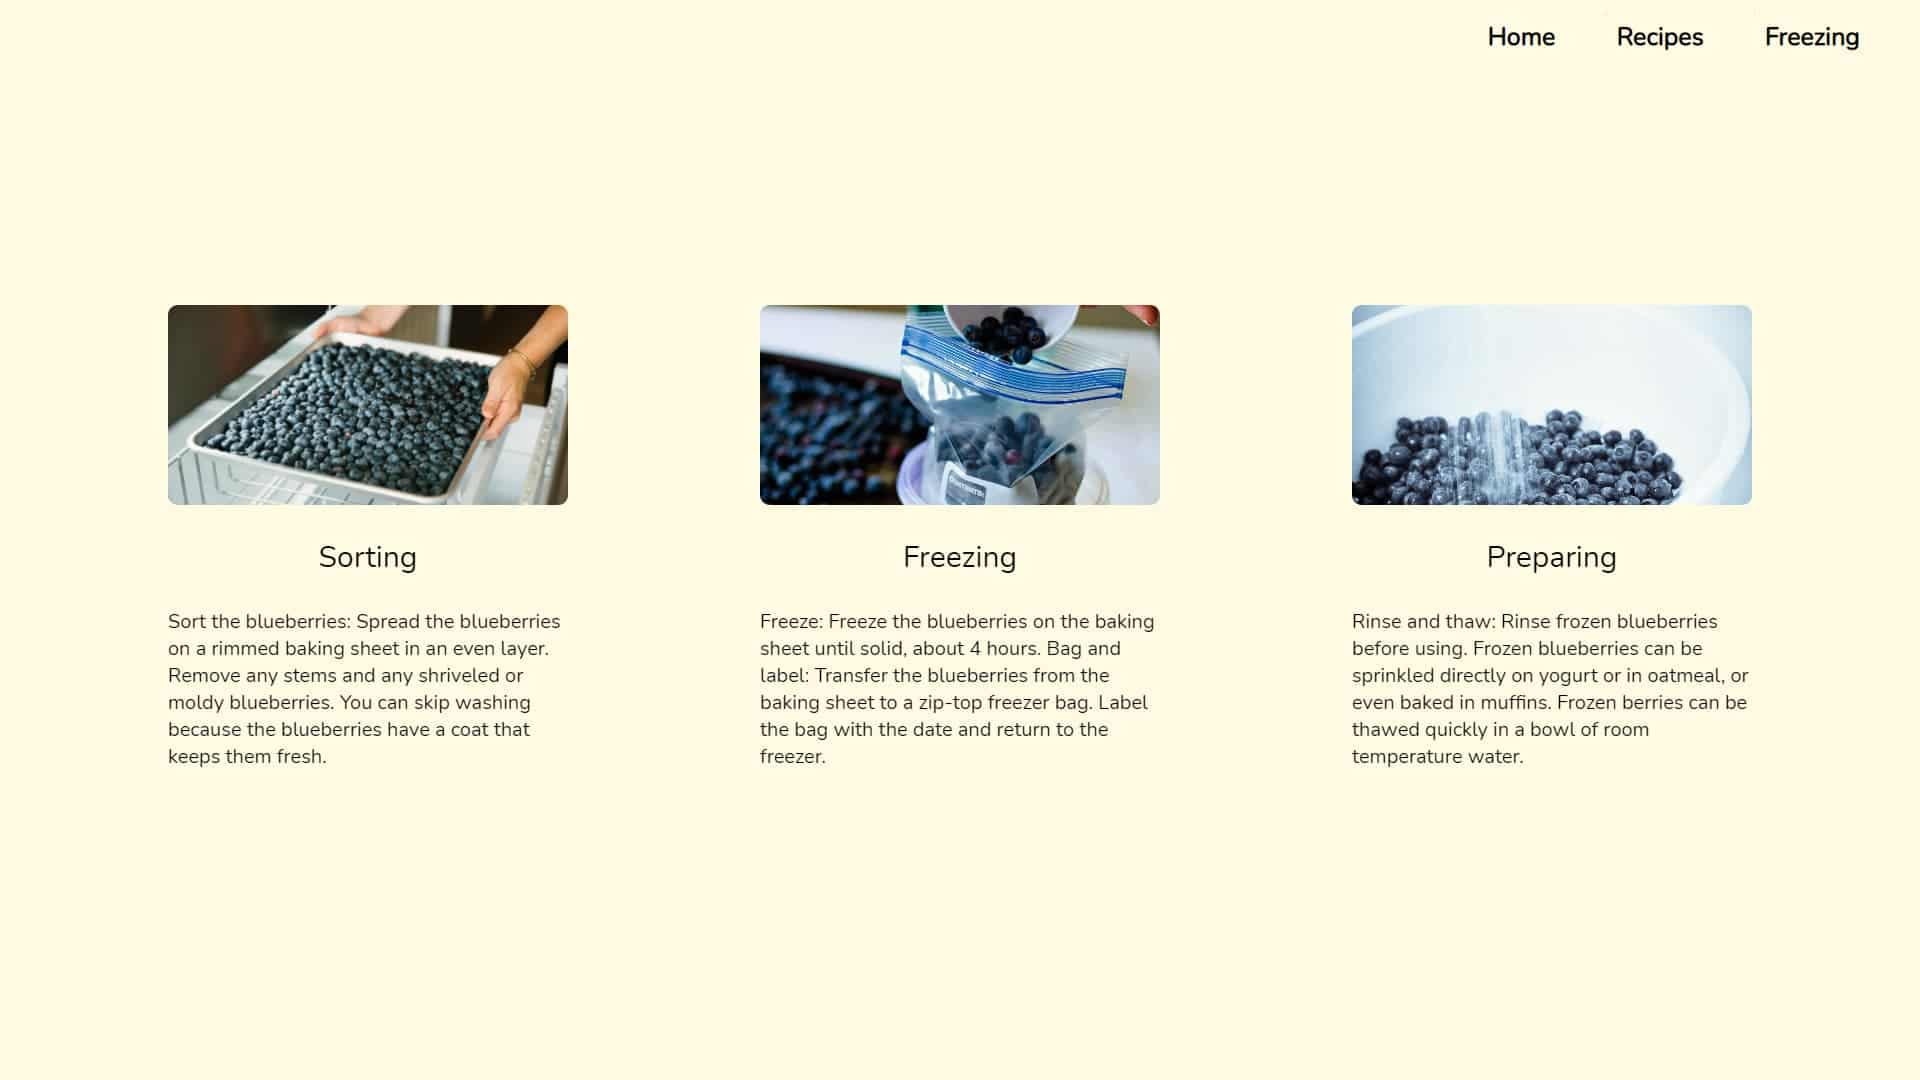 Home Recipes Freezing
Sorting
Sort the blueberries: Spread the blueberries
on a rimmed baking sheet in an even layer.
Remove any stems and any shriveled or
moldy blueberries. You can skip washing
because the blueberries have a coat that
keeps them fresh.
Freezing
Freeze: Freeze the blueberries on the baking
sheet until solid, about 4 hours. Bag and
label: Transfer the blueberries from the
baking sheet to a zip-top freezer bag. Label
the bag with the date and return to the
freezer.
Preparing
Rinse and thaw: Rinse frozen blueberries
before using. Frozen blueberries can be
sprinkled directly on yogurt or in oatmeal, or
even baked in muffins. Frozen berries can be
thawed quickly in a bowl of room
temperature water.